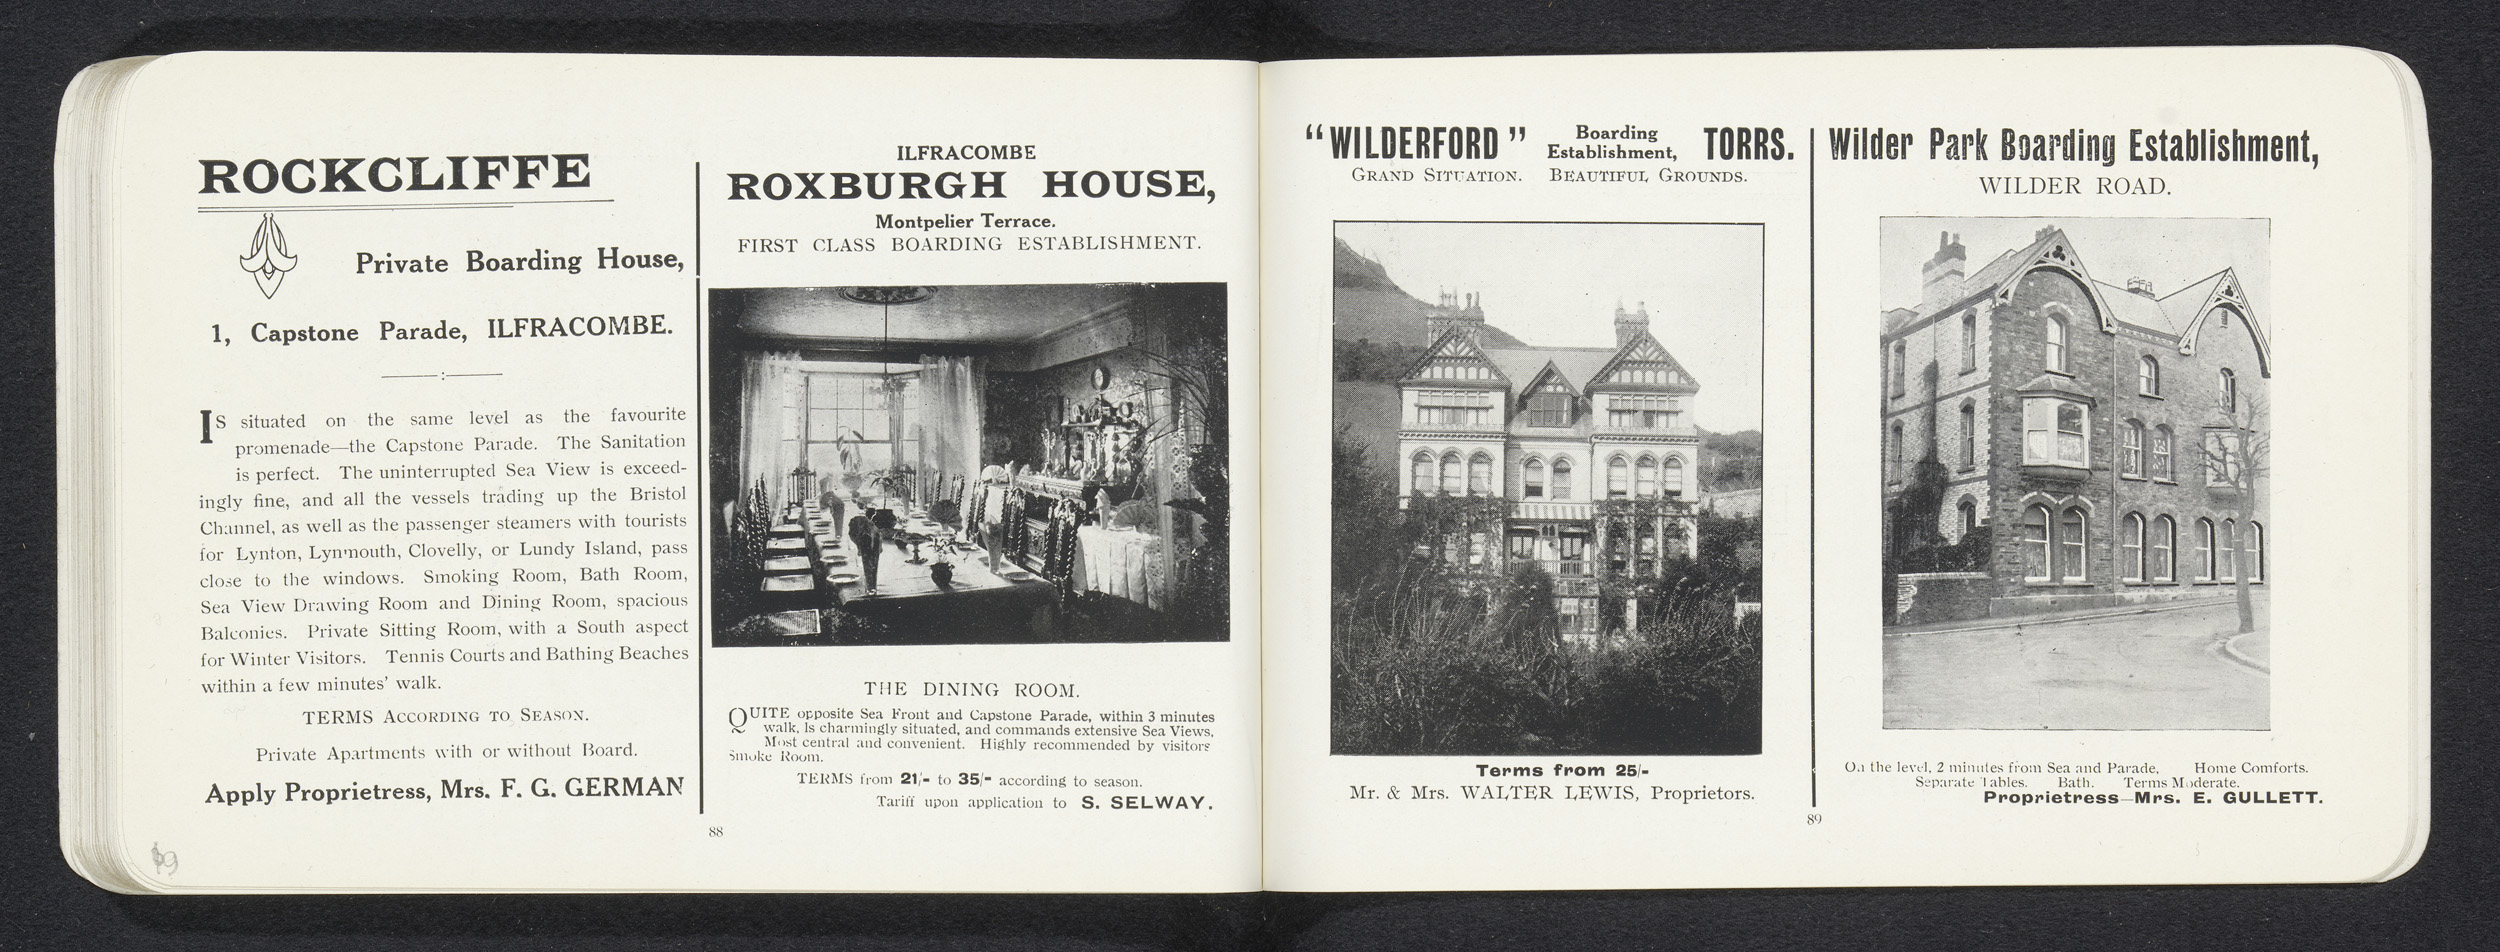 ROCKCLIFFE
Private Boarding House,
1, Capstone Parade, ILFRACOMBE.
IS situated on the same level as the favourite
promenade—the Capstone Parade. The Sanitation
is perfect. The uninterrupted Sea View is exceed-
ingly fine, and all the vessels trading up the Bristol
Channel, as well as the passenger steamers with tourists
for Lynton, Lynmouth, Clovelly, or Lundy Island, pass
close to the windows. Smoking Room, Bath Room,
Sea View Drawing Room and Dining Room, spacious
Balconies. Private Sitting Room, with a South aspect
for Winter Visitors. Tennis Courts and Bathing Beaches
within a few minutes' walk.
TERMS ACCORDING TO SEASON.
Private Apartments with or without Board.
Apply Proprietress, Mrs. F. G. GERMAN
ILFRACOMBE
ROXBURGH HOUSE,
Montpelier Terrace.
FIRST CLASS BOARDING ESTABLISHMENT.
THE DINING ROOM.
QUITE opposite Sea Front and Capstone Parade, within 3 minutes
walk, Is charmingly situated, and commands extensive Sea Views.
Most central and convenient. Highly recommended by visitors
Smoke Room.
TERMS from 21/- to 35/- according to season.
Tariff upon application to S. SELWAY.
88
"WILDERFORD" Boarding Establishment, TORRS.
GRAND SITUATION. BEAUTIFUL GROUNDS.
Terms from 25/-
Mr. & Mrs. WALTER LEWIS, Proprietors.
Wilder Park Boarding Establishment,
WILDER ROAD.
On the level, 2 minutes from Sea and Parade, Home Comforts.
Separate Tables. Bath. Terms Moderate.
Proprietress—Mrs. E. GULLETT.
89